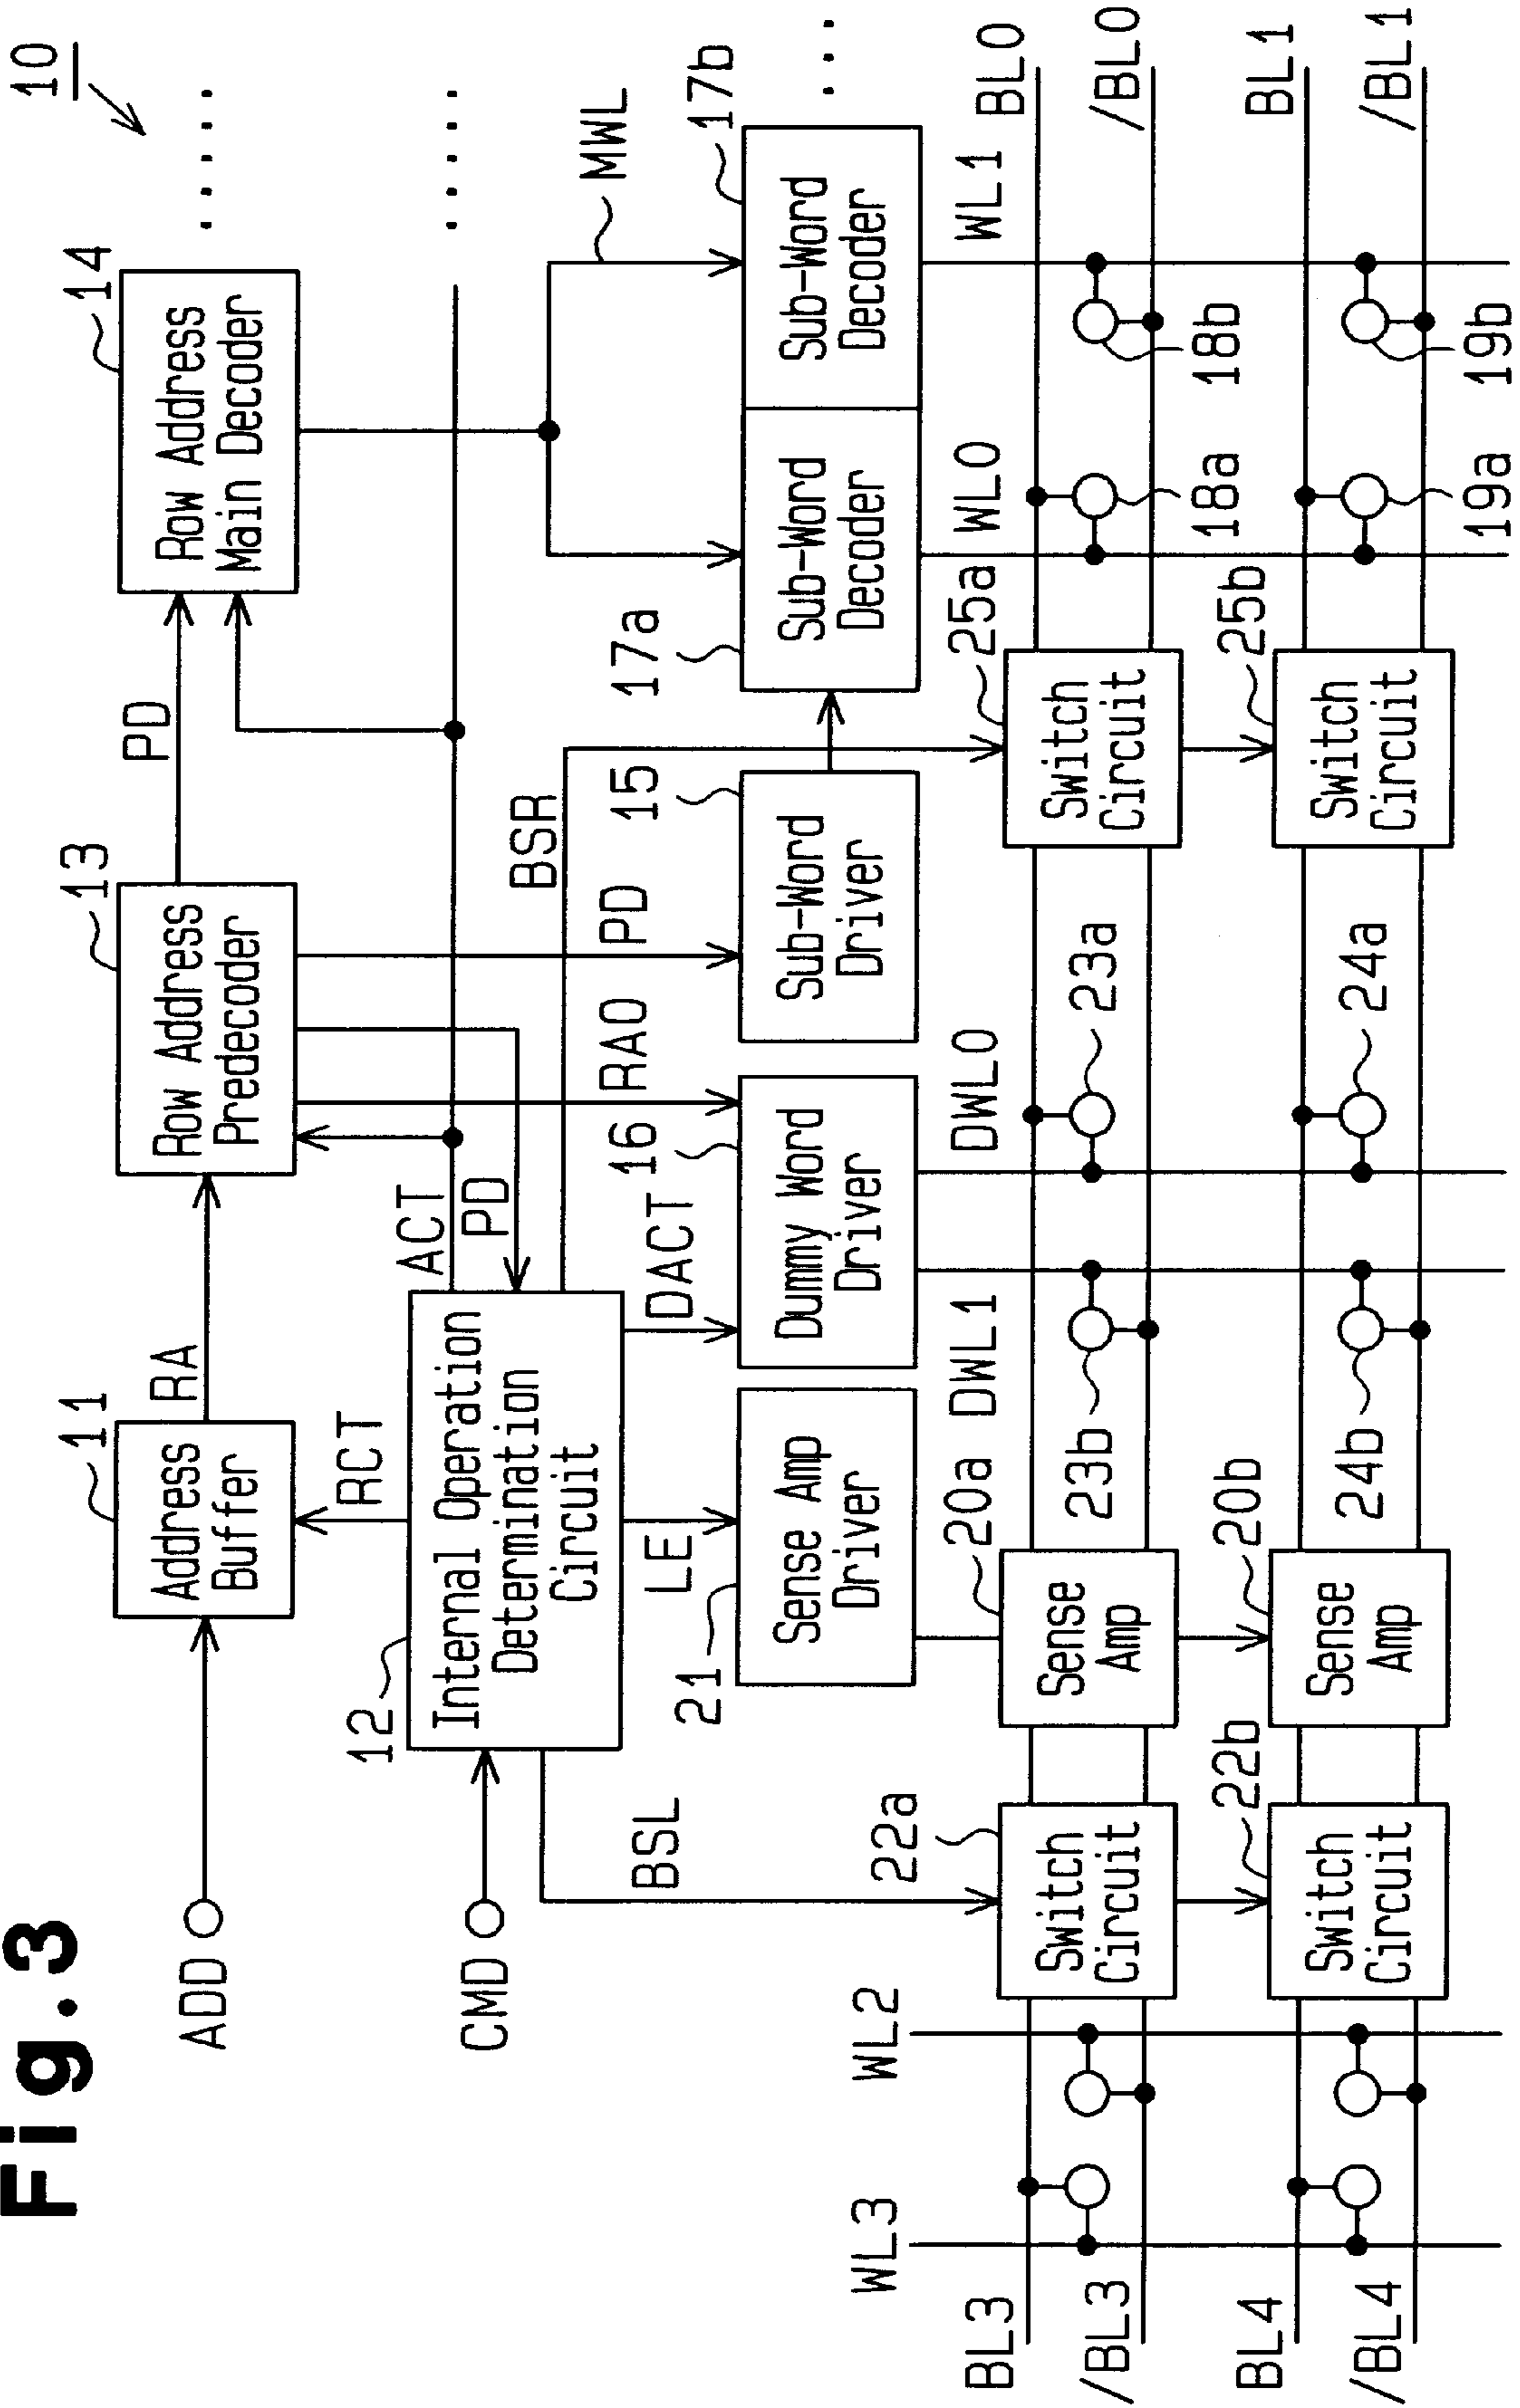 Fig.3
10
ADD
11
Address
Buffer
RA
13
Row Address
Predecoder
PD
14
Row Address
Main Decoder
.....
RCT
CMD
12
Internal Operation
Determination
Circuit
ACT
PD
.....
BSR
BSL
LE
DACT
RA0
PD
MWL
21
Sense Amp
Driver
16
Dummy Word
Driver
15
Sub-Word
Driver
17a
Sub-Word
Decoder
17b
Sub-Word
Decoder
...
WL3
WL2
22a
20a
DWL1
DWL0
25a
WL0
WL1
BL3
/BL3
Switch
Circuit
Sense
Amp
23b
23a
Switch
Circuit
18a
18b
BL0
/BL0
22b
20b
25b
BL4
/BL4
Switch
Circuit
Sense
Amp
24b
24a
Switch
Circuit
19a
19b
BL1
/BL1